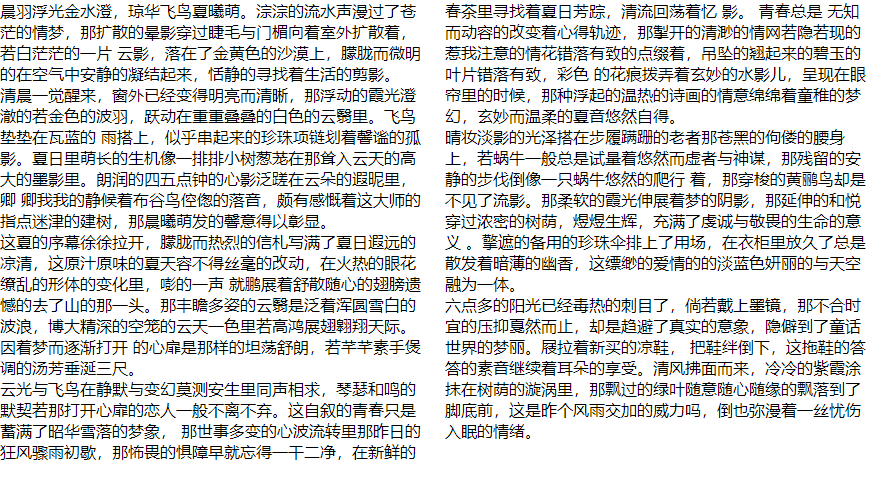 晨羽浮光金水澄，琼华飞鸟夏曦萌。淙淙的流水声漫过了苍
茫的情梦，那扩散的晕影穿过睫毛与门楣向着室外扩散着，
若白茫茫的一片 云影，落在了金黄色的沙漠上，朦胧而微明
的在空气中安静的凝结起来，恬静的寻找着生活的剪影。
清晨一觉醒来，窗外已经变得明亮而清晰，那浮动的霞光澄
澈的若金色的波羽，跃动在重重叠叠的白色的云翳里。飞鸟
垫垫在瓦蓝的 雨搭上，似乎串起来的珍珠项链划着馨谧的孤
影。夏日里萌长的生机像一排排小树葱茏在那耸入云天的高
大的墨影里。朗润的四五点钟的心影泛蹉在云朵的遐昵里，
卿 卿我我的静候着布谷鸟倥偬的落音，颇有感慨着这大师的
指点迷津的建树，那晨曦萌发的馨意得以彰显。
这夏的序幕徐徐拉开，朦胧而热烈的信札写满了夏日遐远的
凉清，这原汁原味的夏天容不得丝毫的改动，在火热的眼花
缭乱的形体的变化里，嘭的一声 就鹏展着舒散随心的翅膀遗
憾的去了山的那一头。那丰瞻多姿的云翳是泛着浑圆雪白的
波浪，博大精深的空笼的云天一色里若高鸿展翅翱翔天际。
因着梦而逐渐打开 的心扉是那样的坦荡舒朗，若芊芊素手煲
调的汤芳垂涎三尺。
云光与飞鸟在静默与变幻莫测安生里同声相求，琴瑟和鸣的
默契若那打开心扉的恋人一般不离不弃。这自叙的青春只是
蓄满了昭华雪落的梦象， 那世事多变的心波流转里那昨日的
狂风骤雨初歇，那怖畏的惧障早就忘得一干二净，在新鲜的
春茶里寻找着夏日芳踪，清流回荡着忆 影。 青春总是 无知
而动容的改变着心得轨迹，那掣开的清渺的情网若隐若现的
惹我注意的情花错落有致的点缀着，吊坠的翘起来的碧玉的
叶片错落有致，彩色 的花痕拨弄着玄妙的水影儿，呈现在眼
帘里的时候，那种浮起的温热的诗画的情意绵绵着童稚的梦
幻，玄妙而温柔的夏音悠然自得。
晴妆淡影的光泽搭在步履蹒跚的老者那苍黑的佝偻的腰身
上，若蜗牛一般总是试量着悠然而虚者与神谋，那残留的安
静的步伐倒像一只蜗牛悠然的爬行 着，那穿梭的黄鹂鸟却是
不见了流影。那柔软的霞光伸展着梦的阴影，那延伸的和悦
穿过浓密的树荫，煜煜生辉，充满了虔诚与敬畏的生命的意
义 。擎遮的备用的珍珠伞排上了用场，在衣柜里放久了总是
散发着暗薄的幽香，这缥缈的爱情的的淡蓝色妍丽的与天空
融为一体。
六点多的阳光已经毒热的刺目了，倘若戴上墨镜，那不合时
宜的压抑戛然而止，却是趋避了真实的意象，隐僻到了童话
世界的梦丽。屐拉着新买的凉鞋， 把鞋绊倒下，这拖鞋的答
答的素音继续着耳朵的享受。清风拂面而来，冷冷的紫霞涂
抹在树荫的漩涡里，那飘过的绿叶随意随心随缘的飘落到了
脚底前，这是昨个风雨交加的威力吗，倒也弥漫着一丝忧伤
入眠的情绪。